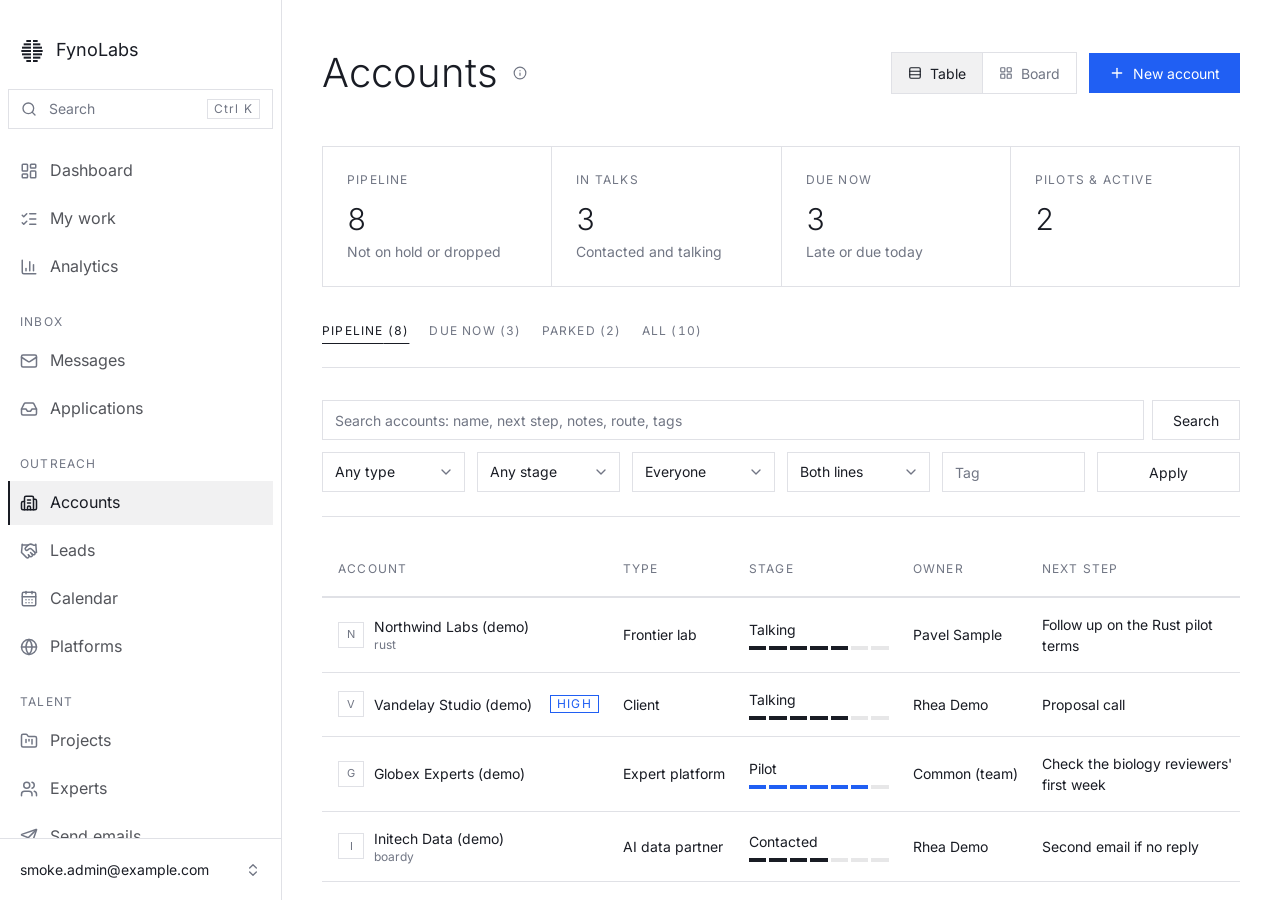 FynoLabs
Search
Ctrl K
Dashboard
My work
Analytics
INBOX
Messages
Applications
OUTREACH
Accounts
Leads
Calendar
Platforms
TALENT
Projects
Experts
Send emails
smoke.admin@example.com
Accounts
Table
Board
New account
PIPELINE
8
Not on hold or dropped
IN TALKS
3
Contacted and talking
DUE NOW
3
Late or due today
PILOTS & ACTIVE
2
PIPELINE (8)
DUE NOW (3)
PARKED (2)
ALL (10)
Search accounts: name, next step, notes, route, tags
Search
Any type
Any stage
Everyone
Both lines
Tag
Apply
ACCOUNT
TYPE
STAGE
OWNER
NEXT STEP
N
Northwind Labs (demo)
rust
Frontier lab
Talking
Pavel Sample
Follow up on the Rust pilot
terms
V
Vandelay Studio (demo)
HIGH
Client
Talking
Rhea Demo
Proposal call
G
Globex Experts (demo)
Expert platform
Pilot
Common (team)
Check the biology reviewers'
first week
I
Initech Data (demo)
boardy
AI data partner
Contacted
Rhea Demo
Second email if no reply